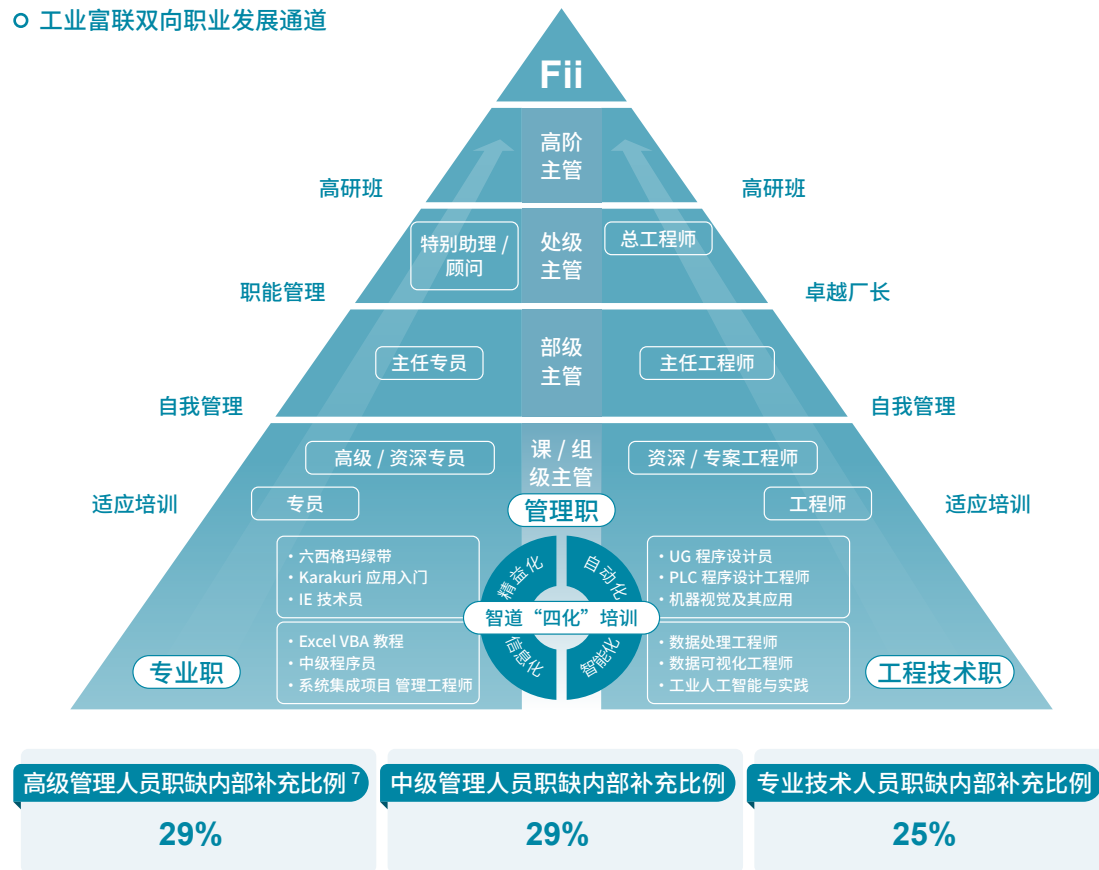 工业富联双向职业发展通道
Fii
高阶
主管
高研班
高研班
特别助理 /
顾问
处级
主管
总工程师
职能管理
卓越厂长
主任专员
部级
主管
主任工程师
自我管理
自我管理
高级 / 资深专员
课 / 组
级主管
资深 / 专案工程师
适应培训
专员
管理职
工程师
适应培训
• 六西格玛绿带
• Karakuri 应用入门
• IE 技术员
精益化
自动化
• UG 程序设计员
• PLC 程序设计工程师
• 机器视觉及其应用
智道“四化”培训
• Excel VBA 教程
• 中级程序员
• 系统集成项目 管理工程师
信息化
智能化
• 数据处理工程师
• 数据可视化工程师
• 工业人工智能与实践
专业职
工程技术职
高级管理人员职缺内部补充比例 7
29%
中级管理人员职缺内部补充比例
29%
专业技术人员职缺内部补充比例
25%